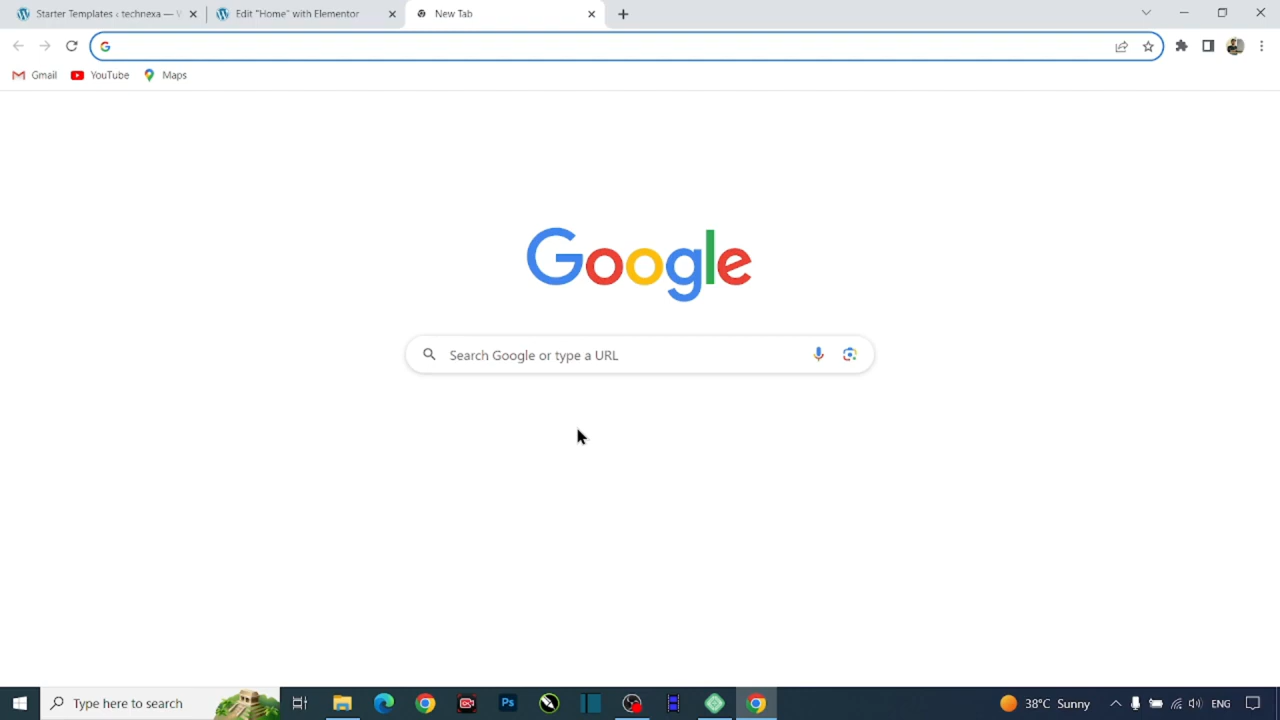 Starter Templates ‹ technexa — W
Edit "Home" with Elementor
New Tab
Gmail
YouTube
Maps
Google
Search Google or type a URL
Type here to search
Ps
38°C Sunny
ENG